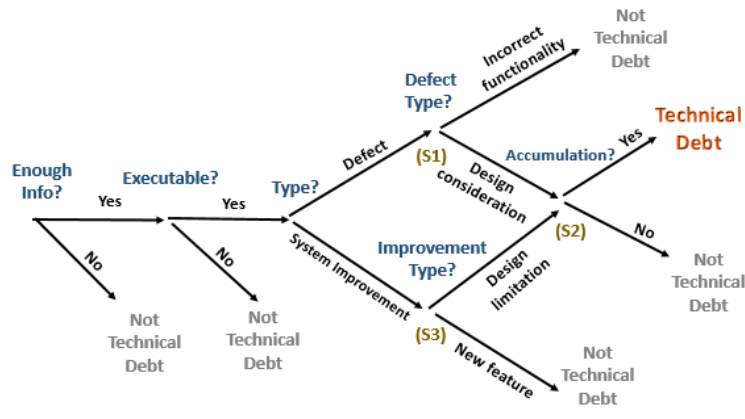 Enough
Info?
Yes
No
Not
Technical
Debt
Executable?
Yes
No
Not
Technical
Debt
Type?
Defect
System Improvement
Defect
Type?
(S1)
Incorrect
functionality
Not
Technical
Debt
Design
consideration
Improvement
Type?
(S3)
Design
limitation
New feature
Not
Technical
Debt
Accumulation?
(S2)
Yes
Technical
Debt
No
Not
Technical
Debt